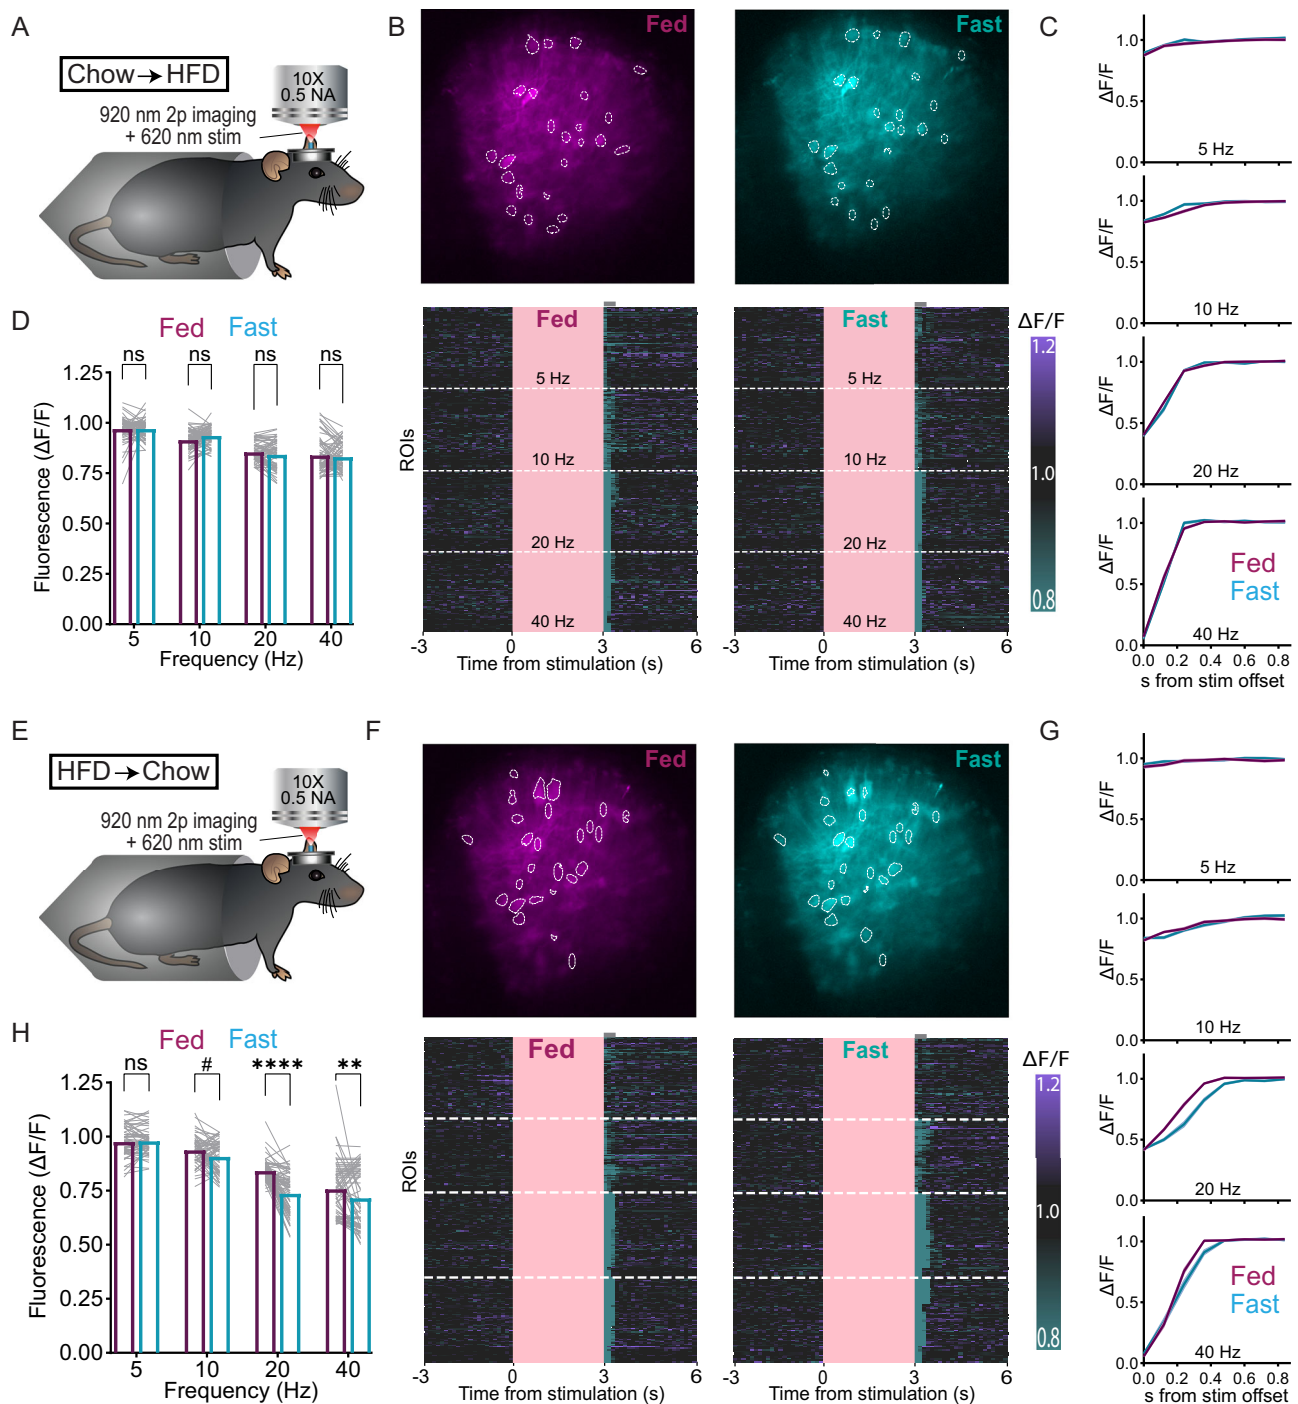 A
Chow→HFD
10X
0.5 NA
920 nm 2p imaging
+ 620 nm stim
B
Fed
Fast
C
ΔF/F
1.0
0.5
0.0
5 Hz
ΔF/F
1.0
0.5
0.0
10 Hz
ΔF/F
1.0
0.5
0.0
20 Hz
ΔF/F
1.0
0.5
0.0
40 Hz
Fed
Fast
0.0 0.2 0.4 0.6 0.8
s from stim offset
D
Fed Fast
ns ns ns ns
Fluorescence (ΔF/F)
1.25
1.00
0.75
0.50
0.25
0.00
5 10 20 40
Frequency (Hz)
ROIs
Fed
5 Hz
10 Hz
20 Hz
40 Hz
-3 0 3 6
Time from stimulation (s)
Fast
5 Hz
10 Hz
20 Hz
40 Hz
-3 0 3 6
Time from stimulation (s)
ΔF/F
1.2
1.0
0.8
E
HFD→Chow
10X
0.5 NA
920 nm 2p imaging
+ 620 nm stim
F
Fed
Fast
G
ΔF/F
1.0
0.5
0.0
5 Hz
ΔF/F
1.0
0.5
0.0
10 Hz
ΔF/F
1.0
0.5
0.0
20 Hz
ΔF/F
1.0
0.5
0.0
40 Hz
Fed
Fast
0.0 0.2 0.4 0.6 0.8
s from stim offset
H
Fed Fast
ns # **** **
Fluorescence (ΔF/F)
1.25
1.00
0.75
0.50
0.25
0.00
5 10 20 40
Frequency (Hz)
ROIs
Fed
-3 0 3 6
Time from stimulation (s)
Fast
-3 0 3 6
Time from stimulation (s)
ΔF/F
1.2
1.0
0.8